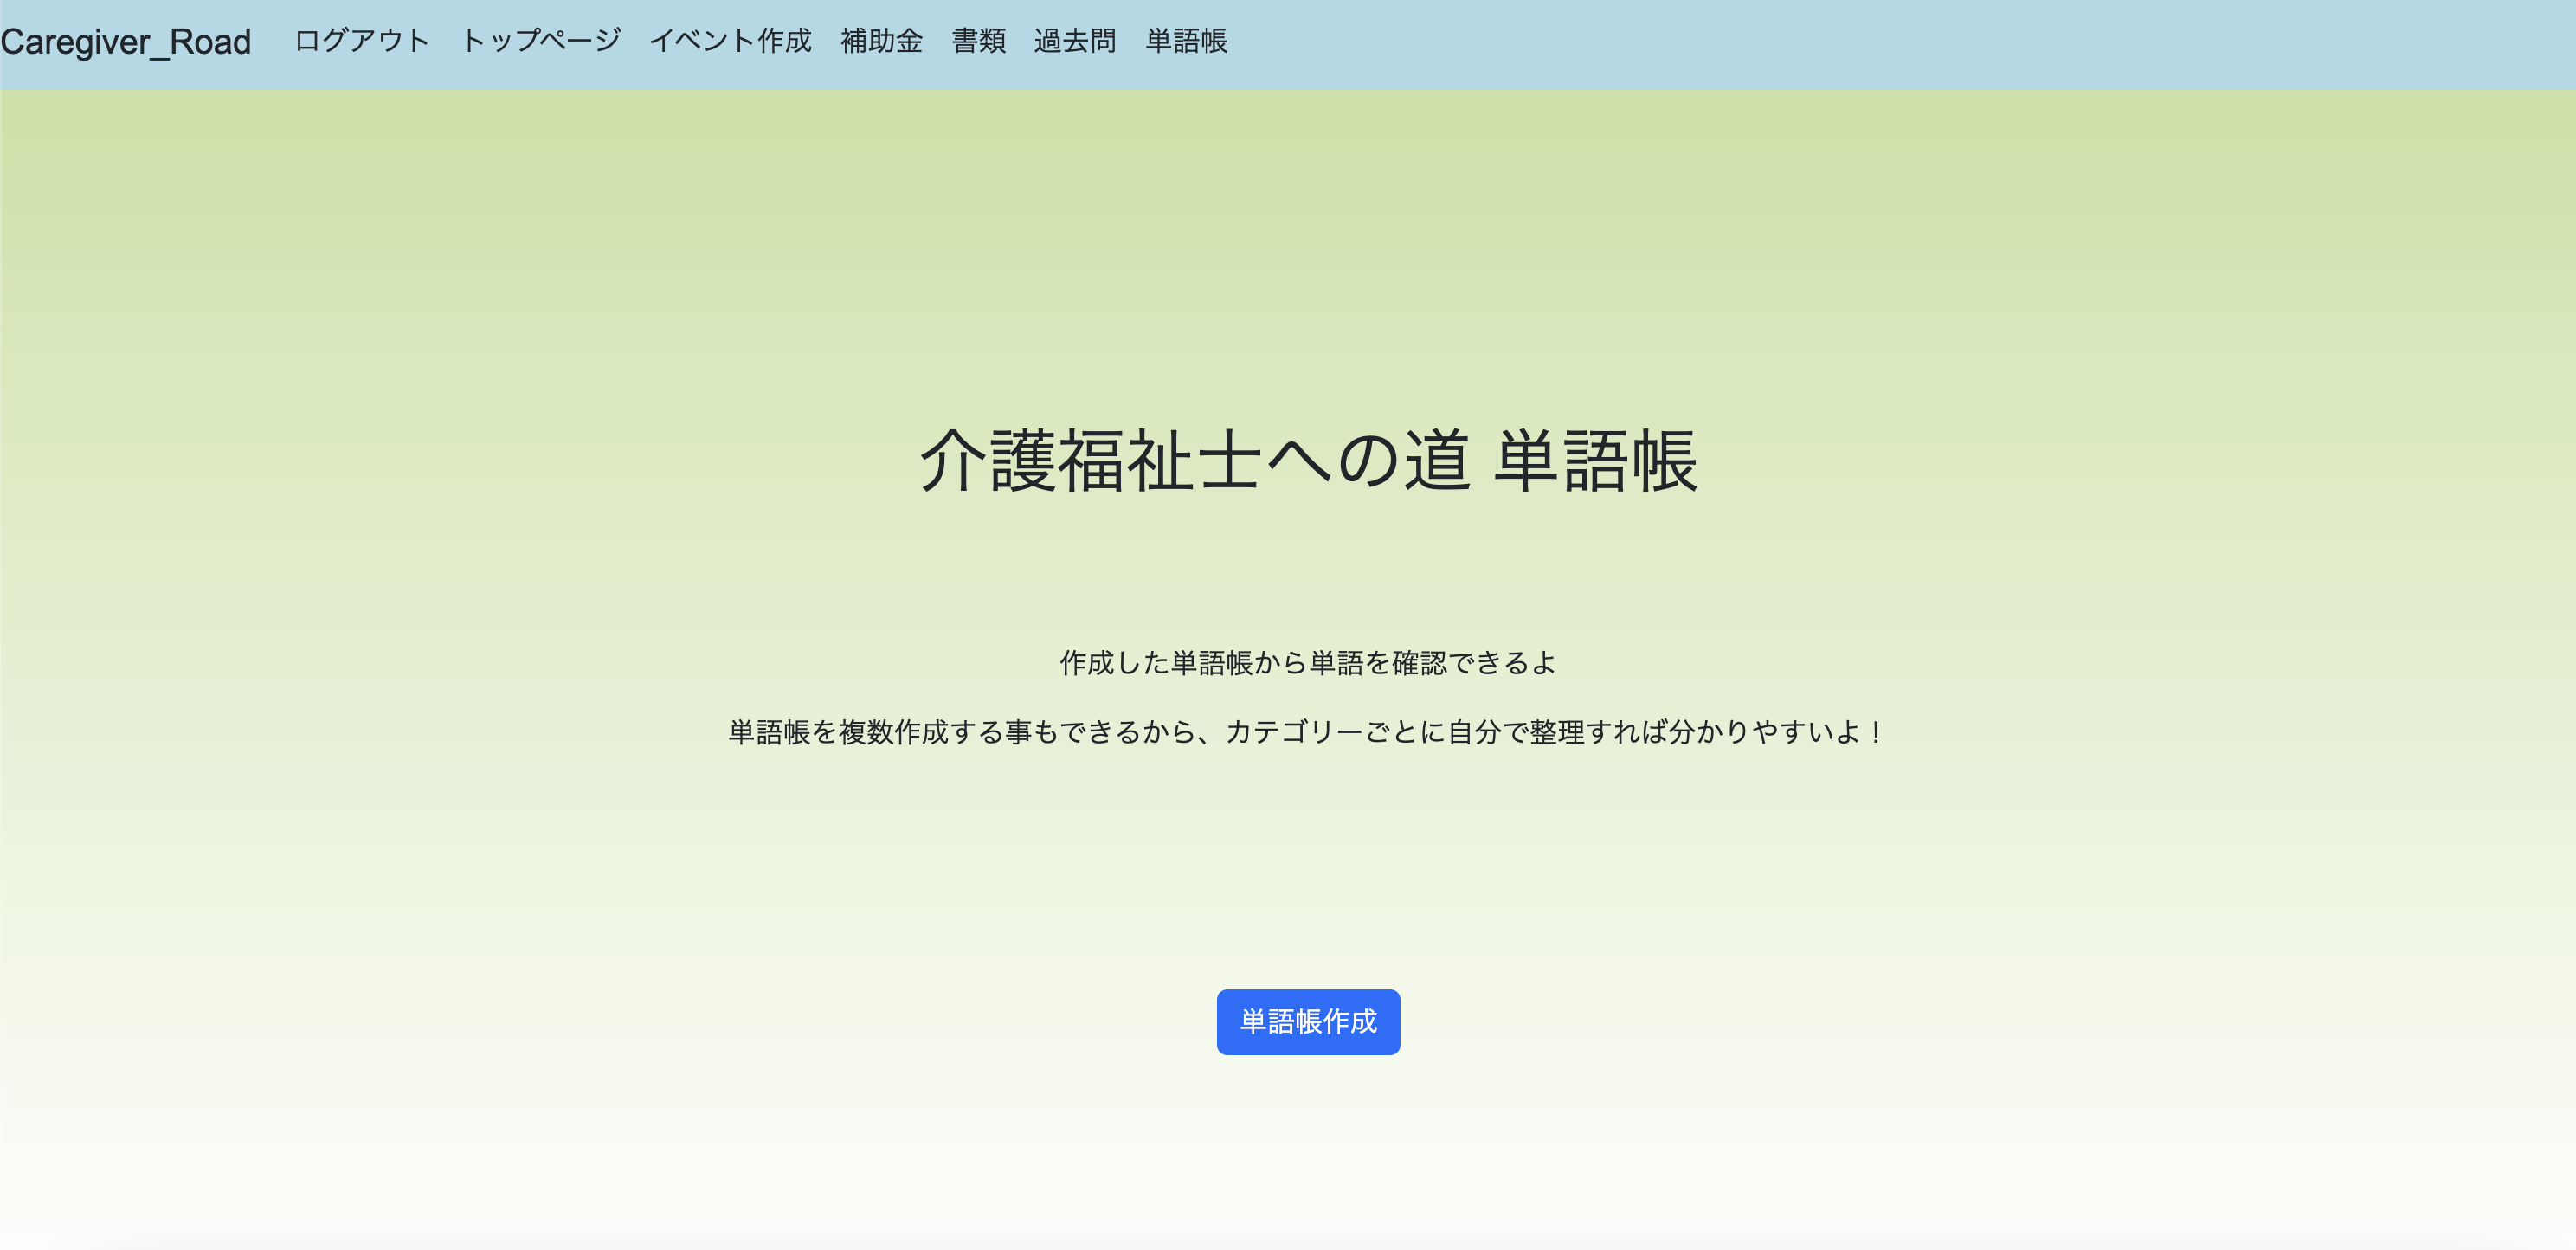 Caregiver_Road ログアウト トップページ イベント作成 補助金 書類 過去問 単語帳
介護福祉士への道 単語帳
作成した単語帳から単語を確認できるよ
単語帳を複数作成する事もできるから、カテゴリーごとに自分で整理すれば分かりやすいよ！
単語帳作成